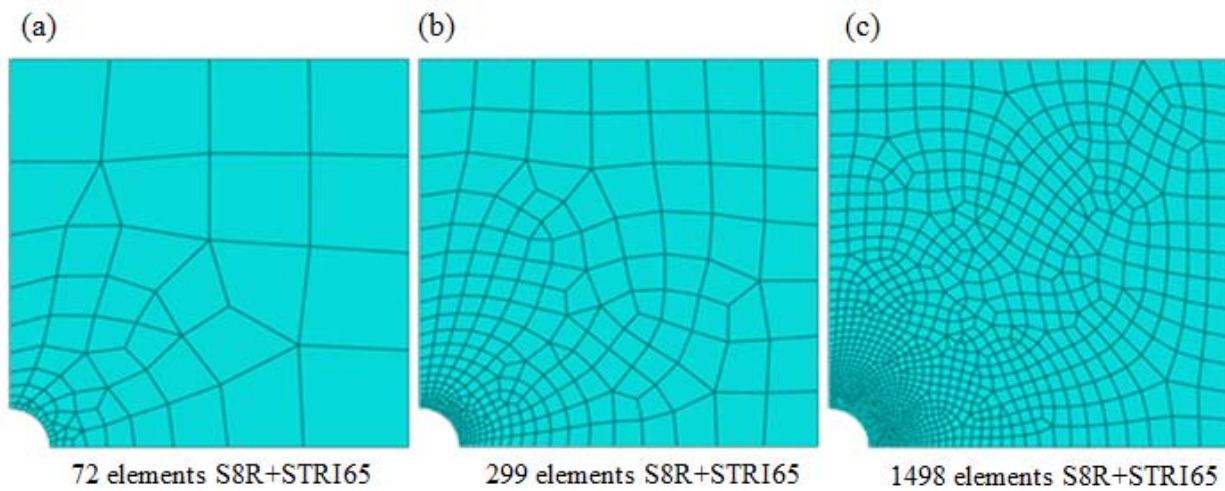 (a)
(b)
(c)
72 elements S8R+STRI65
299 elements S8R+STRI65
1498 elements S8R+STRI65